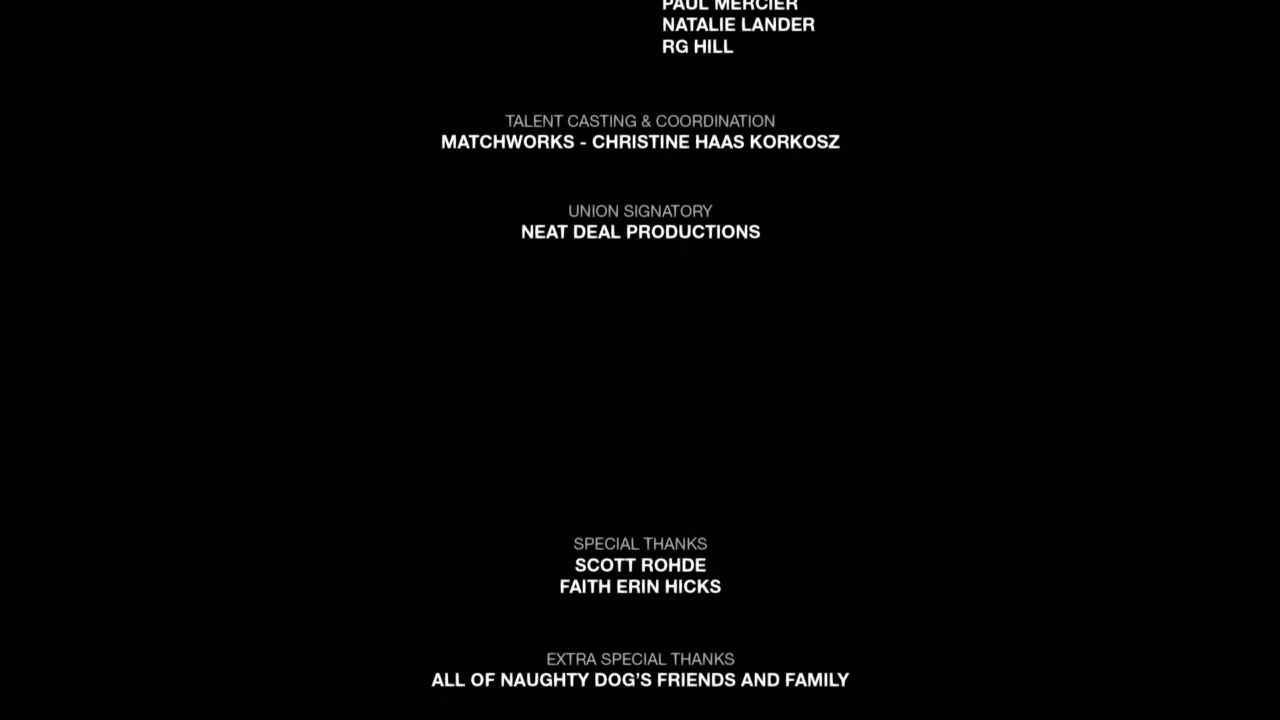 PAUL MERCIER
NATALIE LANDER
RG HILL
TALENT CASTING & COORDINATION
MATCHWORKS - CHRISTINE HAAS KORKOSZ
UNION SIGNATORY
NEAT DEAL PRODUCTIONS
SPECIAL THANKS
SCOTT ROHDE
FAITH ERIN HICKS
EXTRA SPECIAL THANKS
ALL OF NAUGHTY DOG’S FRIENDS AND FAMILY